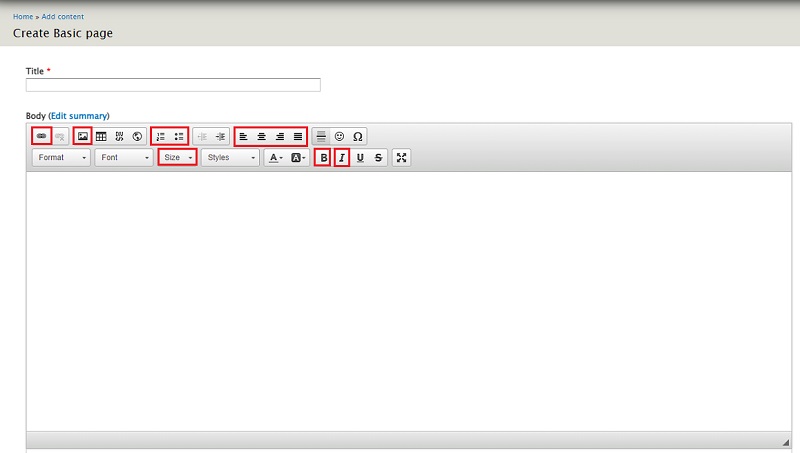 Home » Add content
Create Basic page
Title *
Body (Edit summary)
Format Font Size Styles A A B I U S